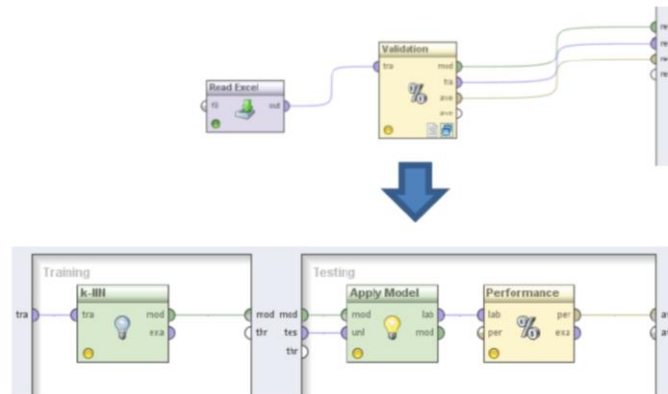 Validation
tra mod
tra
ave
ave
Read Excel
fil out
Training
Testing
k-NN
tra mod
exa
tra
mod mod
thr tes
thr
Apply Model
mod lab
unl mod
Performance
lab per
per exa